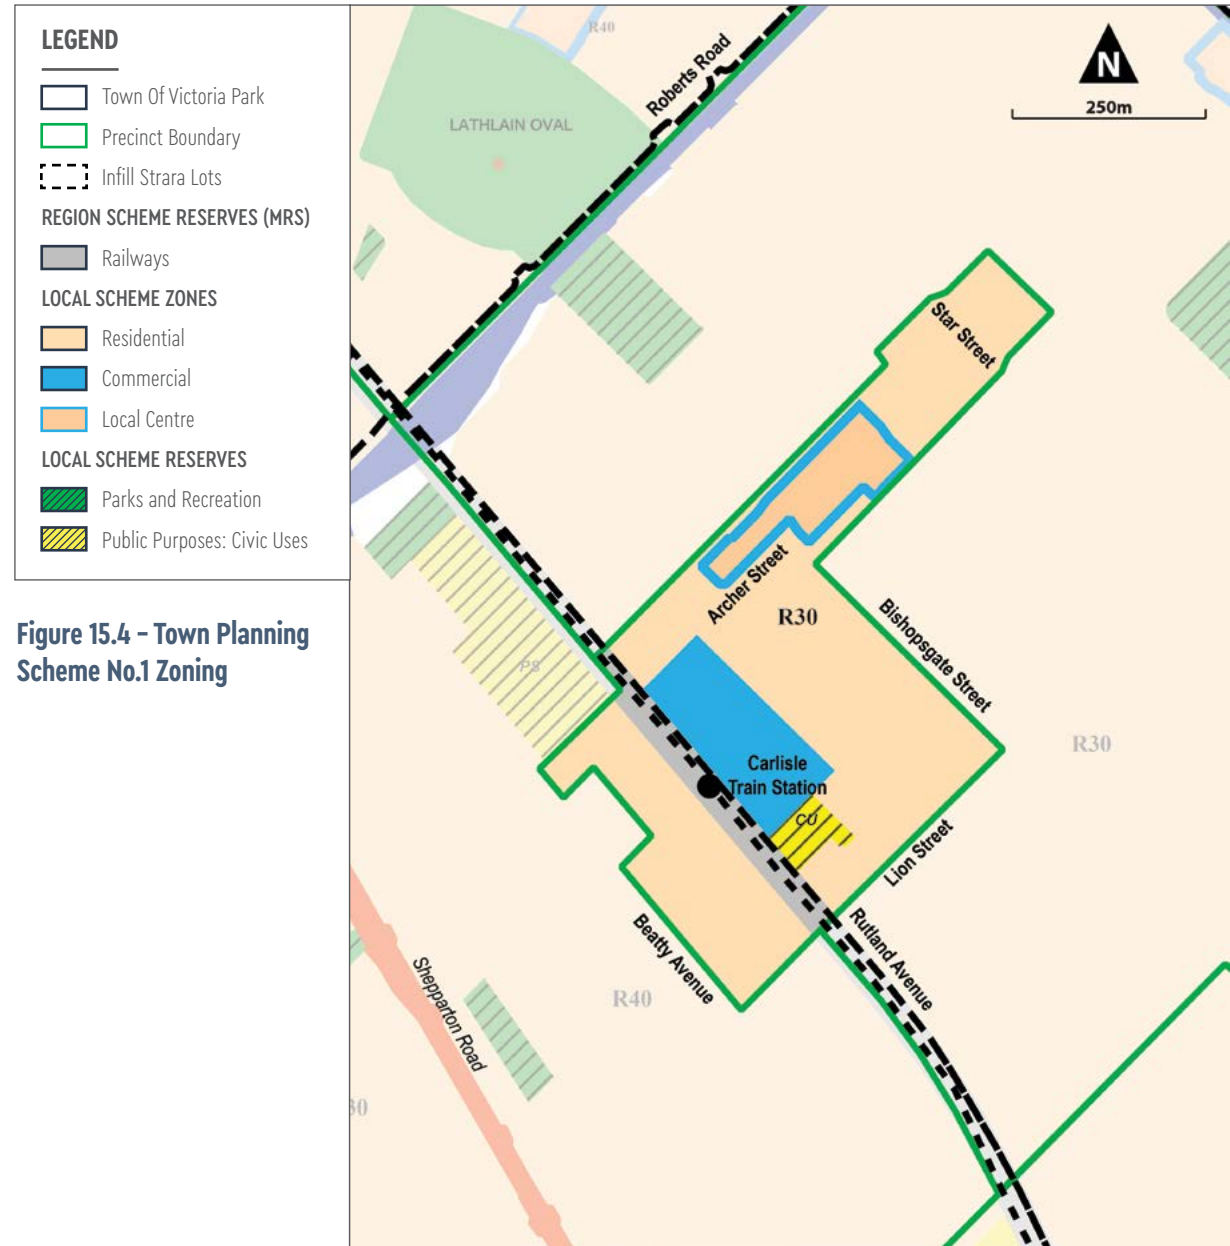 LEGEND
Town Of Victoria Park
Precinct Boundary
Infill Strara Lots
REGION SCHEME RESERVES (MRS)
Railways
LOCAL SCHEME ZONES
Residential
Commercial
Local Centre
LOCAL SCHEME RESERVES
Parks and Recreation
Public Purposes: Civic Uses
Figure 15.4 – Town Planning
Scheme No.1 Zoning
R40
Roberts Road
N
250m
LATHLAIN OVAL
Star Street
Archer Street
R30
Bishopsgate Street
PS
R30
Carlisle
Train Station
CU
Lion Street
Rutland Avenue
Beatty Avenue
R40
Shepparton Road
30